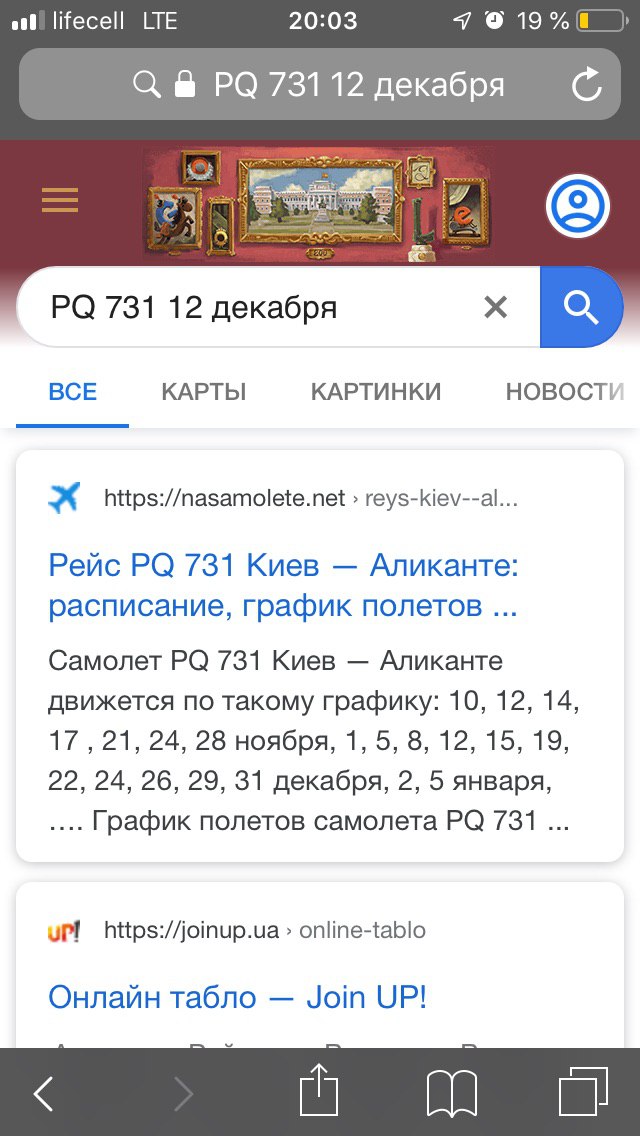 lifecell LTE 20:03 19 %
PQ 731 12 декабря
PQ 731 12 декабря
ВСЕ КАРТЫ КАРТИНКИ НОВОСТИ
https://nasamolete.net › reys-kiev--al...
Рейс PQ 731 Киев — Аликанте:
расписание, график полетов ...
Самолет PQ 731 Киев — Аликанте
движется по такому графику: 10, 12, 14,
17 , 21, 24, 28 ноября, 1, 5, 8, 12, 15, 19,
22, 24, 26, 29, 31 декабря, 2, 5 января,
.... График полетов самолета PQ 731 ...
UP!
https://joinup.ua › online-tablo
Онлайн табло — Join UP!